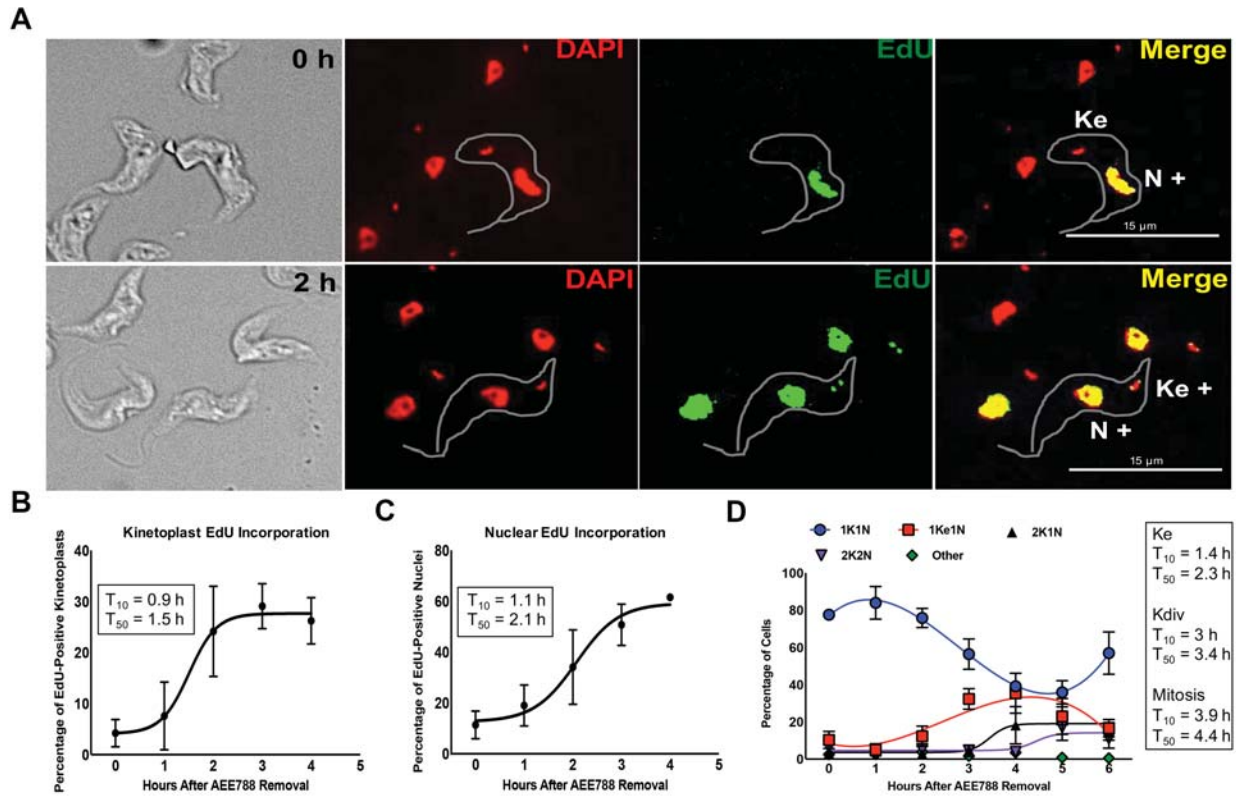 A
0 h
DAPI
EdU
Merge
Ke
N +
15 µm
2 h
DAPI
EdU
Merge
Ke +
N +
15 µm
B
Kinetoplast EdU Incorporation
Percentage of EdU-Positive Kinetoplasts
40
30
20
10
0
T10 = 0.9 h
T50 = 1.5 h
0 1 2 3 4 5
Hours After AEE788 Removal
C
Nuclear EdU Incorporation
Percentage of EdU-Positive Nuclei
80
60
40
20
0
T10 = 1.1 h
T50 = 2.1 h
0 1 2 3 4 5
Hours After AEE788 Removal
D
1K1N 1Ke1N 2K1N
2K2N Other
Percentage of Cells
100
80
60
40
20
0
0 1 2 3 4 5 6
Hours After AEE788 Removal
Ke
T10 = 1.4 h
T50 = 2.3 h
Kdiv
T10 = 3 h
T50 = 3.4 h
Mitosis
T10 = 3.9 h
T50 = 4.4 h